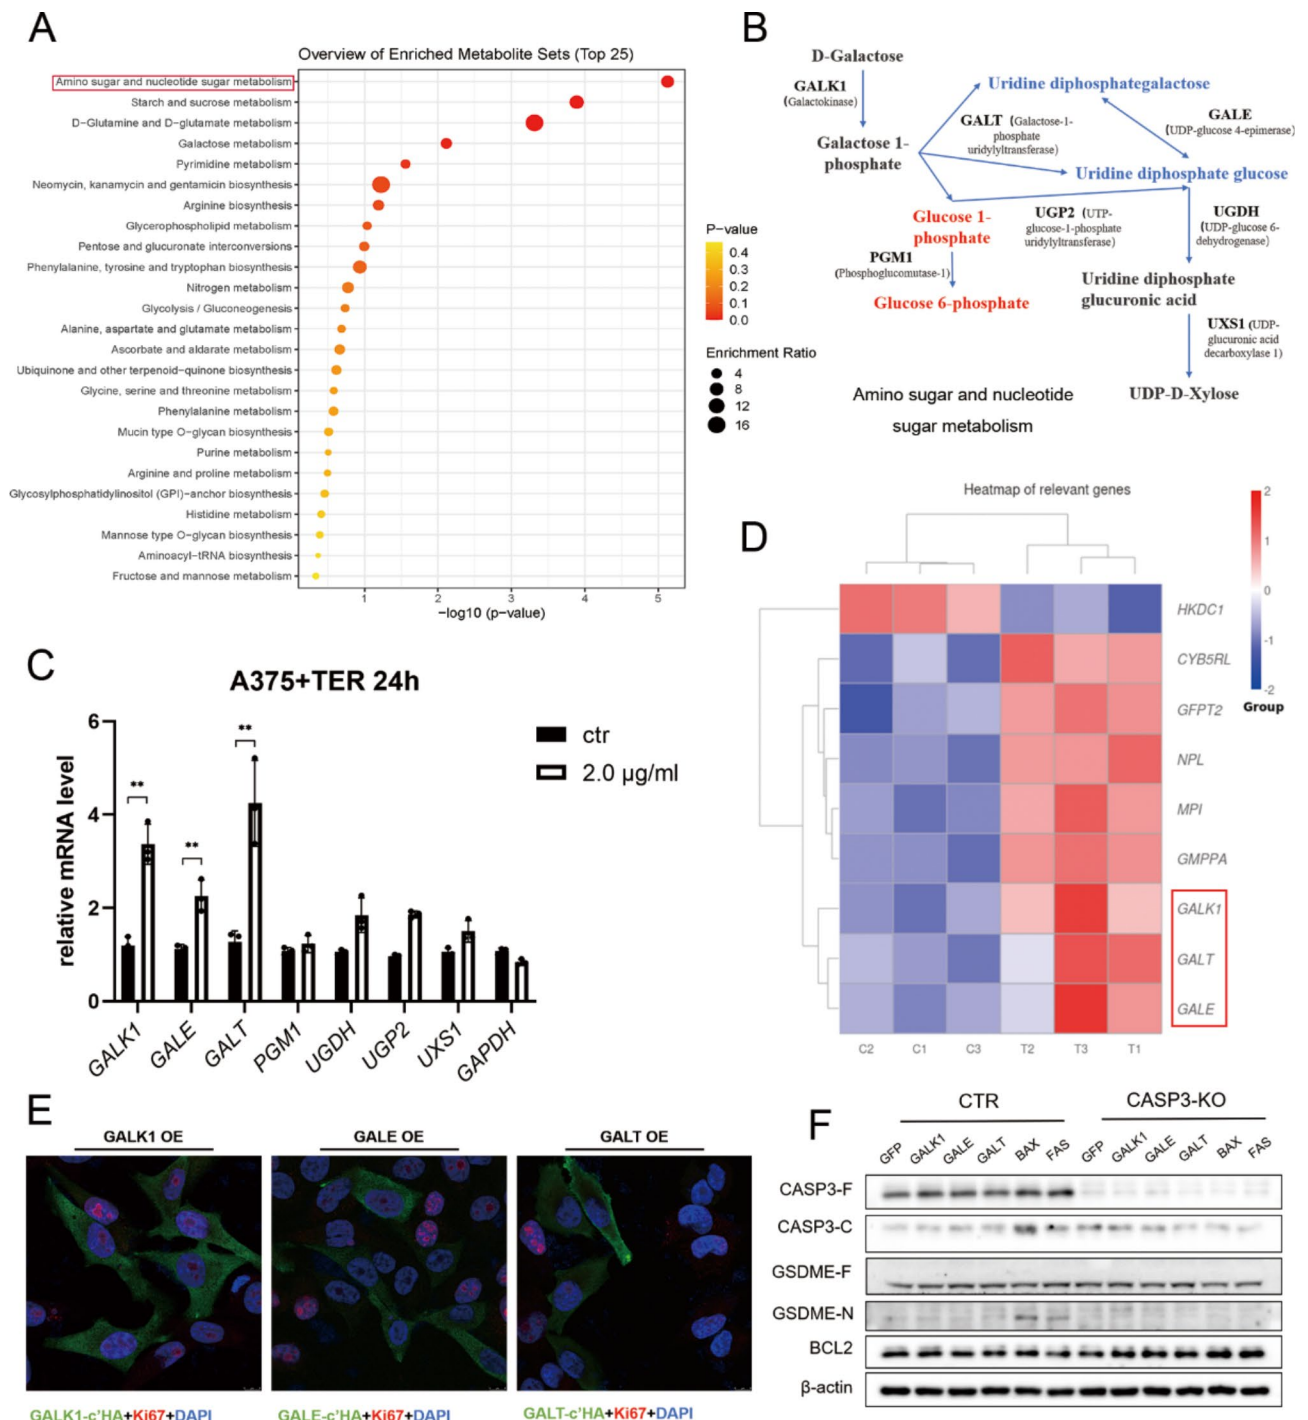 A
Overview of Enriched Metabolite Sets (Top 25)
Amino sugar and nucleotide sugar metabolism
Starch and sucrose metabolism
D−Glutamine and D−glutamate metabolism
Galactose metabolism
Pyrimidine metabolism
Neomycin, kanamycin and gentamicin biosynthesis
Arginine biosynthesis
Glycerophospholipid metabolism
Pentose and glucuronate interconversions
Phenylalanine, tyrosine and tryptophan biosynthesis
Nitrogen metabolism
Glycolysis / Gluconeogenesis
Alanine, aspartate and glutamate metabolism
Ascorbate and aldarate metabolism
Ubiquinone and other terpenoid−quinone biosynthesis
Glycine, serine and threonine metabolism
Phenylalanine metabolism
Mucin type O−glycan biosynthesis
Purine metabolism
Arginine and proline metabolism
Glycosylphosphatidylinositol (GPI)−anchor biosynthesis
Histidine metabolism
Mannose type O−glycan biosynthesis
Aminoacyl−tRNA biosynthesis
Fructose and mannose metabolism
1 2 3 4 5
−log10 (p−value)
P−value
0.4
0.3
0.2
0.1
0.0
Enrichment Ratio
4
8
12
16
B
D-Galactose
GALK1
(Galactokinase)
Galactose 1-
phosphate
Uridine diphosphategalactose
GALT (Galactose-1-
phosphate
uridylyltransferase)
GALE
(UDP-glucose 4-epimerase)
Uridine diphosphate glucose
Glucose 1-
phosphate
UGP2 (UTP-
glucose-1-phosphate
uridylyltransferase)
UGDH
(UDP-glucose 6-
dehydrogenase)
PGM1
(Phosphoglucomutase-1)
Glucose 6-phosphate
Uridine diphosphate
glucuronic acid
UXS1 (UDP-
glucuronic acid
decarboxylase 1)
UDP-D-Xylose
Amino sugar and nucleotide
sugar metabolism
C
A375+TER 24h
relative mRNA level
6
4
2
0
**
**
**
ctr
2.0 µg/ml
GALK1
GALE
GALT
PGM1
UGDH
UGP2
UXS1
GAPDH
D
Heatmap of relevant genes
HKDC1
CYB5RL
GFPT2
NPL
MPI
GMPPA
GALK1
GALT
GALE
C2 C1 C3 T2 T3 T1
2
1
0
-1
-2
Group
E
GALK1 OE
GALE OE
GALT OE
GALK1-c'HA+Ki67+DAPI
GALE-c'HA+Ki67+DAPI
GALT-c'HA+Ki67+DAPI
F
CTR CASP3-KO
GFP GALK1 GALE GALT BAX FAS GFP GALK1 GALE GALT BAX FAS
CASP3-F
CASP3-C
GSDME-F
GSDME-N
BCL2
β-actin